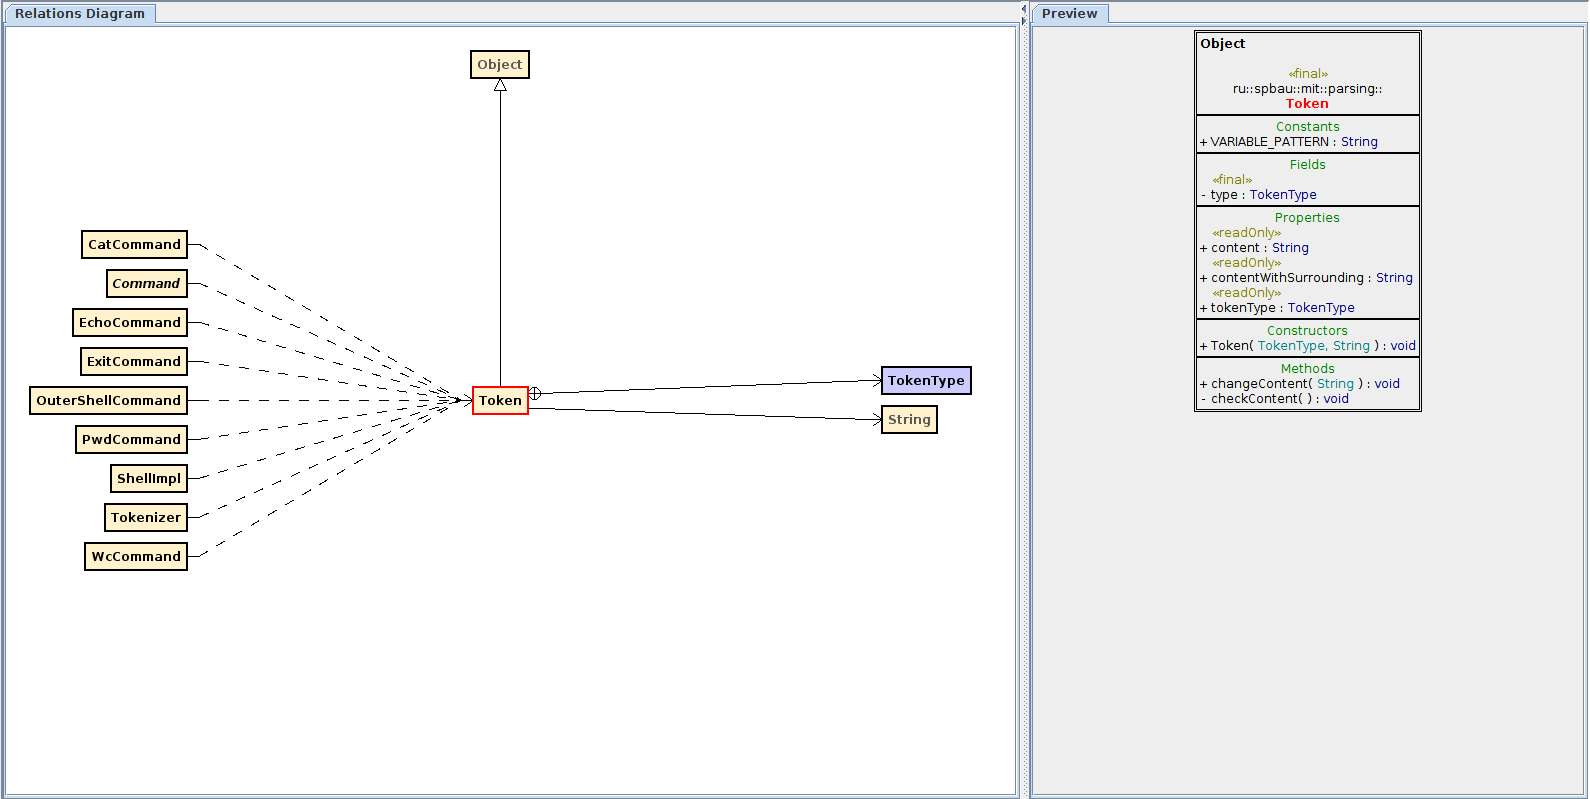 Relations Diagram
Object
CatCommand
Command
EchoCommand
ExitCommand
OuterShellCommand
PwdCommand
ShellImpl
Tokenizer
WcCommand
Token
TokenType
String
Preview
Object
«final»
ru::spbau::mit::parsing::
Token
Constants
+ VARIABLE_PATTERN : String
Fields
«final»
- type : TokenType
Properties
«readOnly»
+ content : String
«readOnly»
+ contentWithSurrounding : String
«readOnly»
+ tokenType : TokenType
Constructors
+ Token( TokenType, String ) : void
Methods
+ changeContent( String ) : void
- checkContent( ) : void